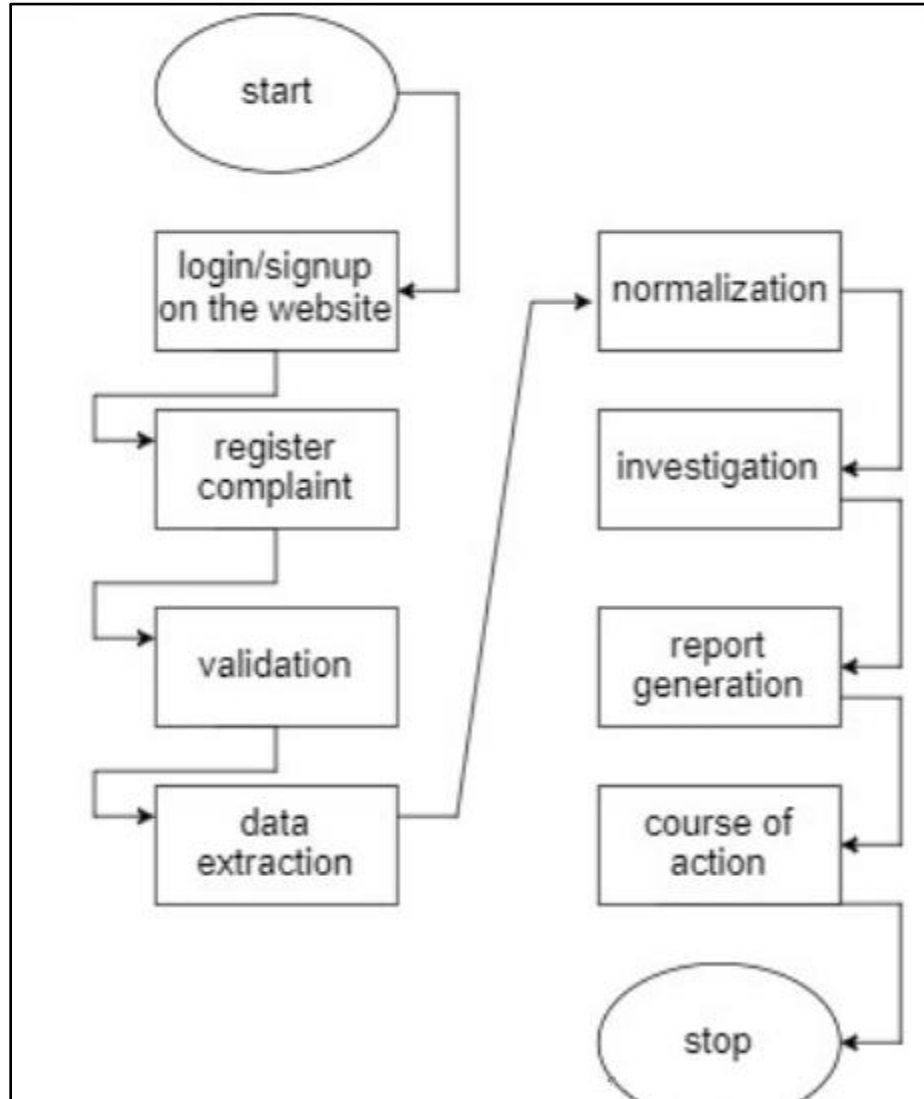 start
login/signup
on the website
register
complaint
validation
data
extraction
normalization
investigation
report
generation
course of
action
stop